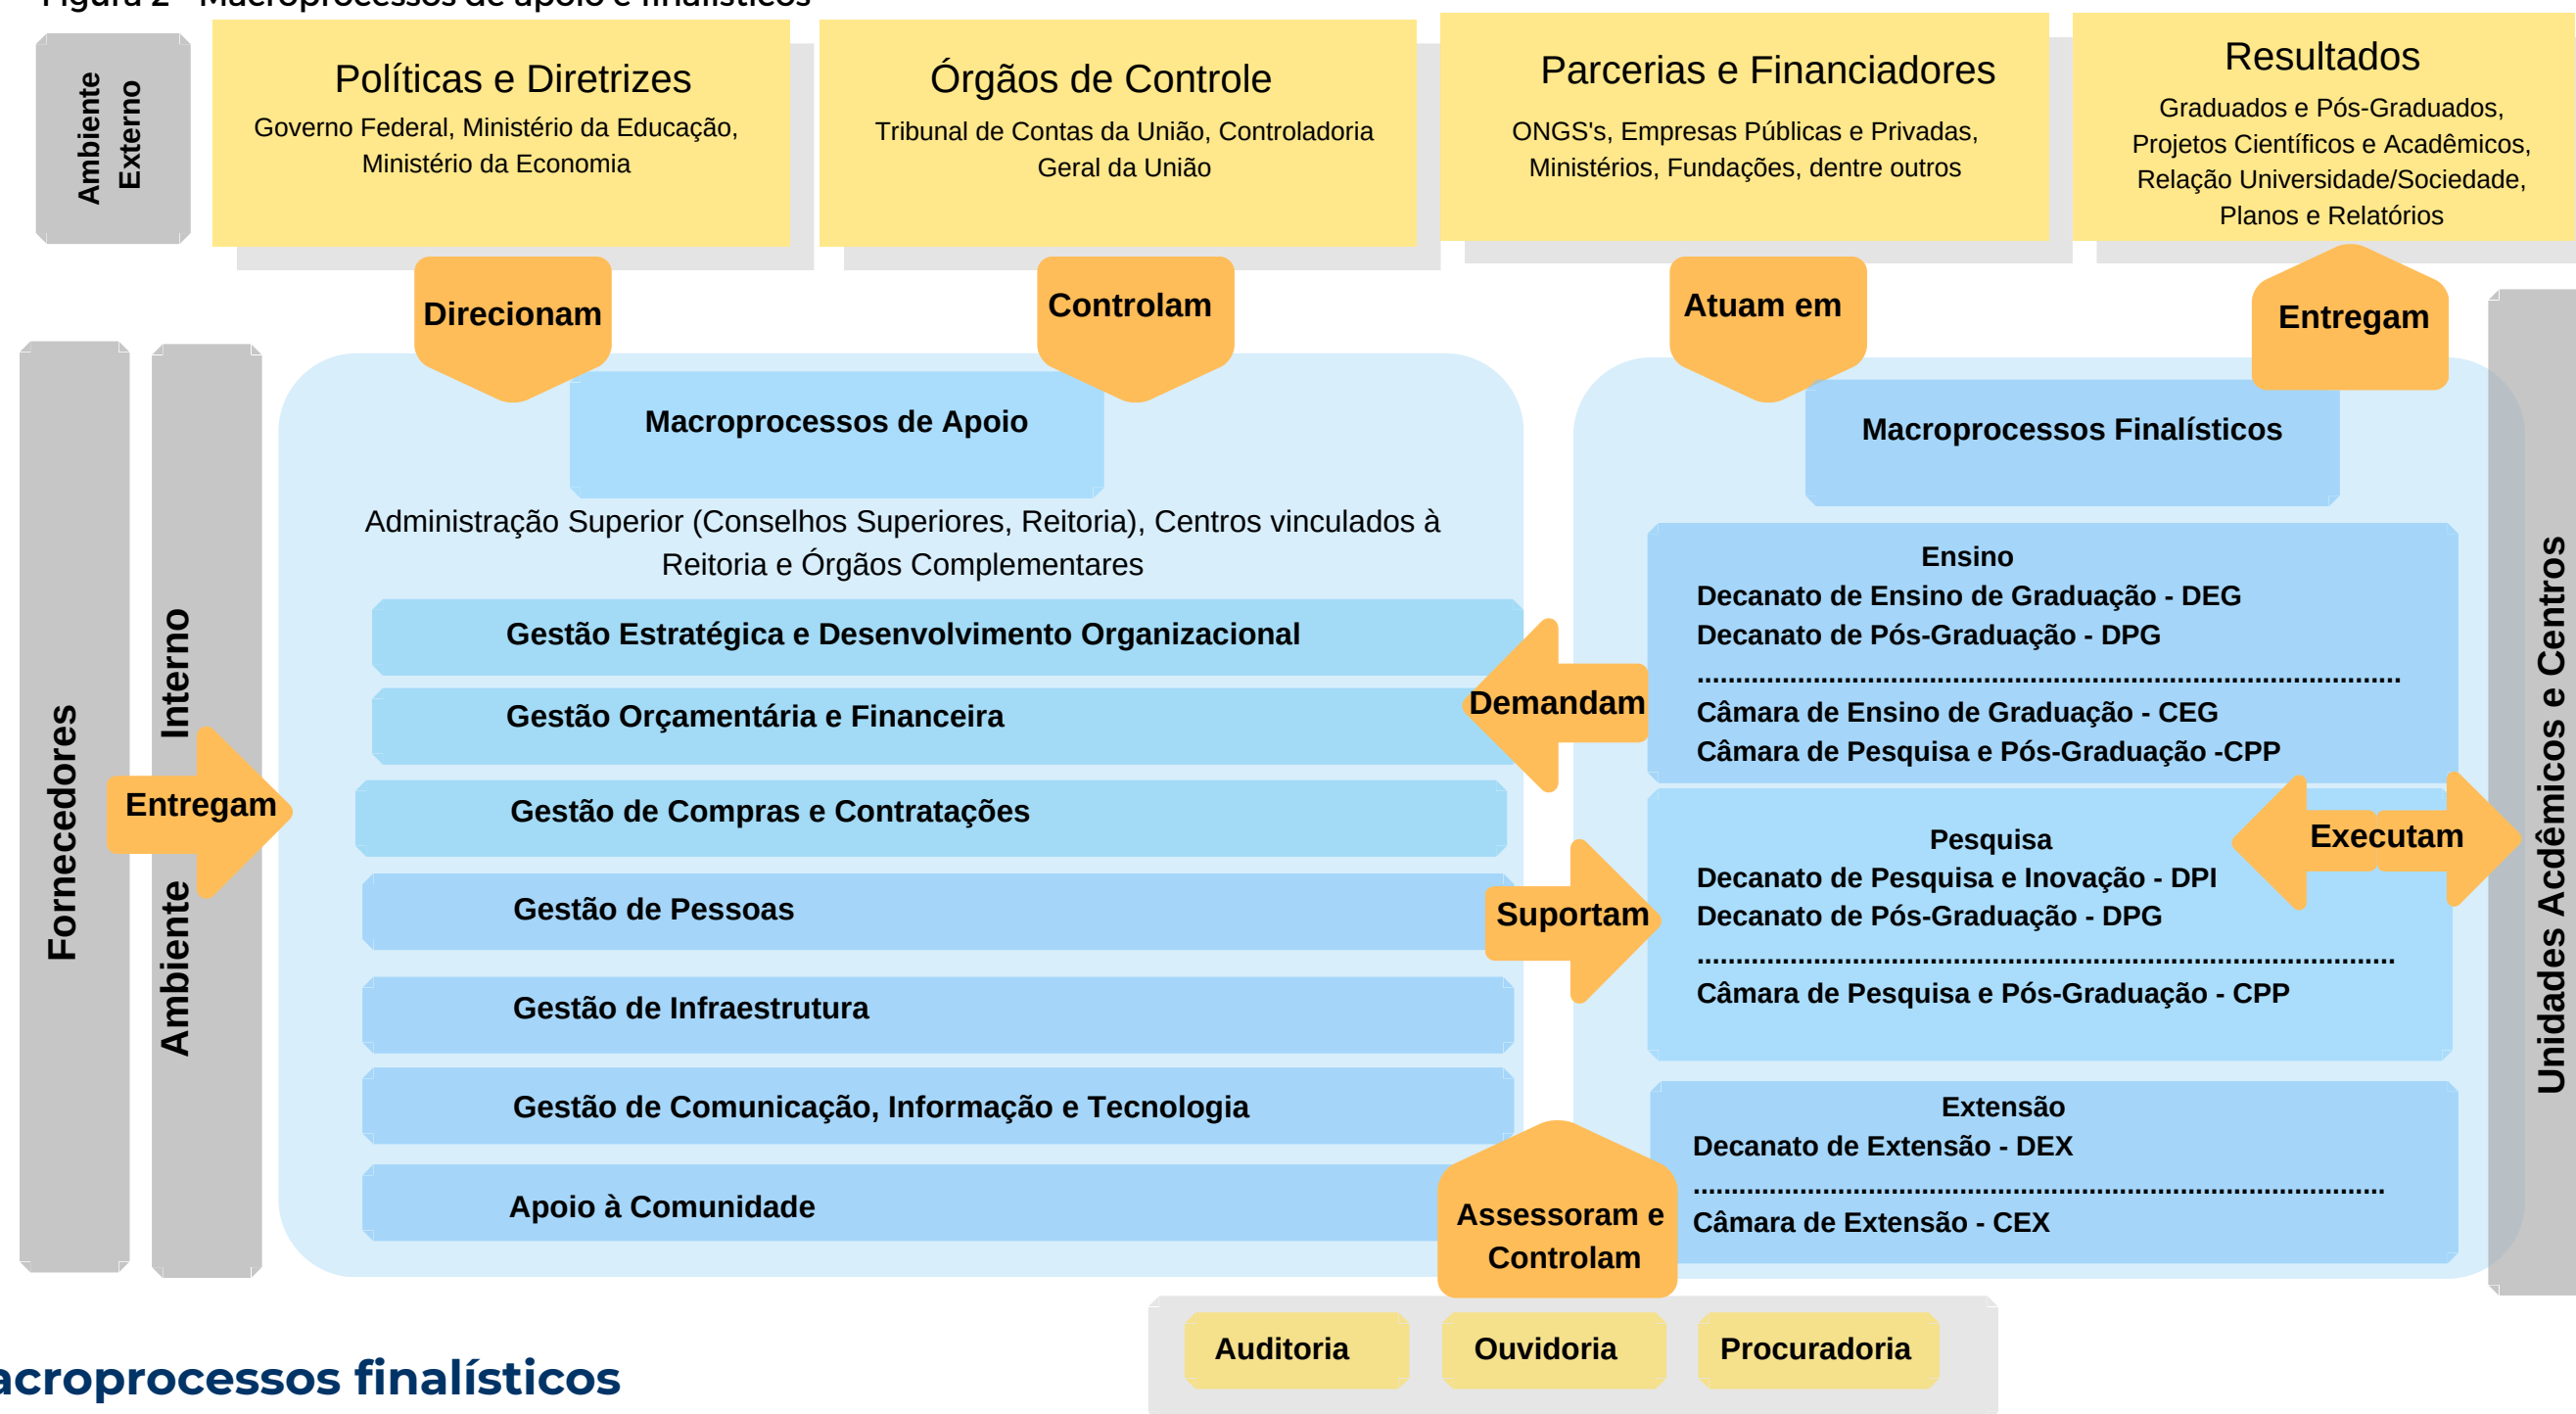 Figura 2 - Macroprocessos de apoio e finalísticos
Ambiente
Externo
Políticas e Diretrizes
Governo Federal, Ministério da Educação,
Ministério da Economia
Órgãos de Controle
Tribunal de Contas da União, Controladoria
Geral da União
Parcerias e Financiadores
ONGS's, Empresas Públicas e Privadas,
Ministérios, Fundações, dentre outros
Resultados
Graduados e Pós-Graduados,
Projetos Científicos e Acadêmicos,
Relação Universidade/Sociedade,
Planos e Relatórios
Direcionam
Controlam
Atuam em
Entregam
Fornecedores
Ambiente Interno
Entregam
Macroprocessos de Apoio
Administração Superior (Conselhos Superiores, Reitoria), Centros vinculados à
Reitoria e Órgãos Complementares
Gestão Estratégica e Desenvolvimento Organizacional
Gestão Orçamentária e Financeira
Gestão de Compras e Contratações
Gestão de Pessoas
Gestão de Infraestrutura
Gestão de Comunicação, Informação e Tecnologia
Apoio à Comunidade
Demandam
Suportam
Assessoram e
Controlam
Macroprocessos Finalísticos
Ensino
Decanato de Ensino de Graduação - DEG
Decanato de Pós-Graduação - DPG
Câmara de Ensino de Graduação - CEG
Câmara de Pesquisa e Pós-Graduação -CPP
Pesquisa
Decanato de Pesquisa e Inovação - DPI
Decanato de Pós-Graduação - DPG
Câmara de Pesquisa e Pós-Graduação - CPP
Executam
Extensão
Decanato de Extensão - DEX
Câmara de Extensão - CEX
Unidades Acdêmicos e Centros
Auditoria
Ouvidoria
Procuradoria
acroprocessos finalísticos